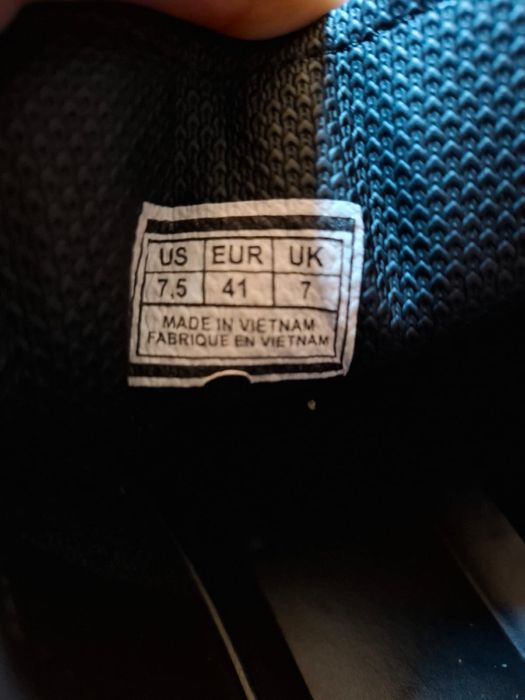 US EUR UK
7.5 41 7
MADE IN VIETNAM
FABRIQUE EN VIETNAM